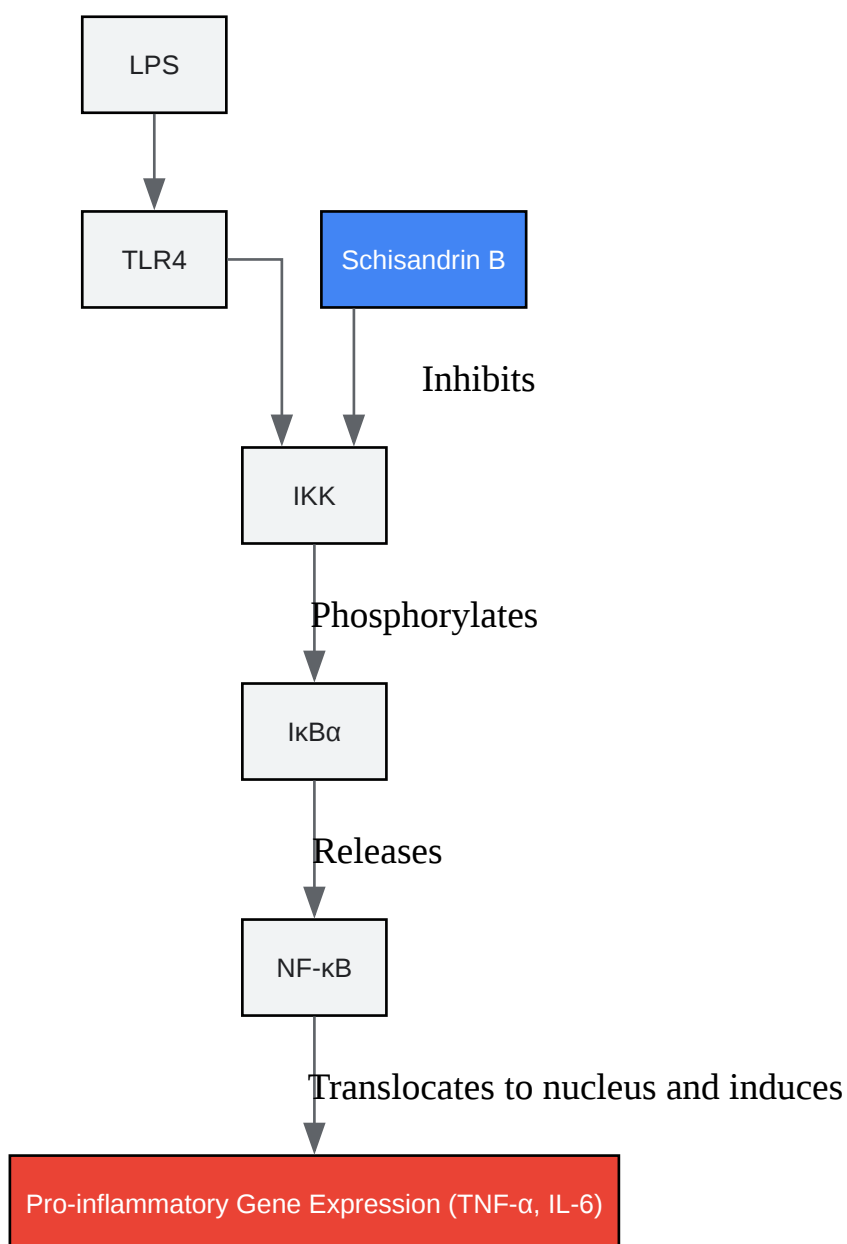 LPS
TLR4
Schisandrin B
Inhibits
IKK
Phosphorylates
IκBα
Releases
NF-κB
Translocates to nucleus and induces
Pro-inflammatory Gene Expression (TNF-α, IL-6)